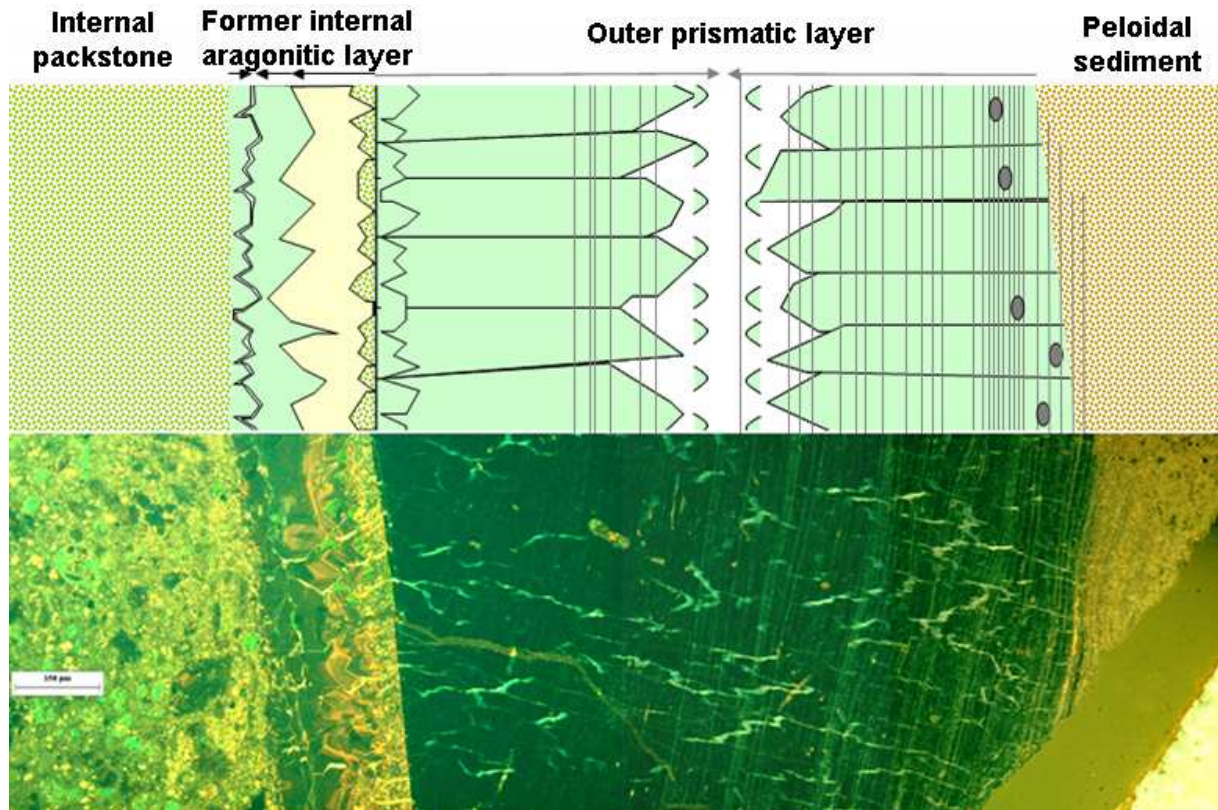 Internal
packstone
Former internal
aragonitic layer
Outer prismatic layer
Peloidal
sediment